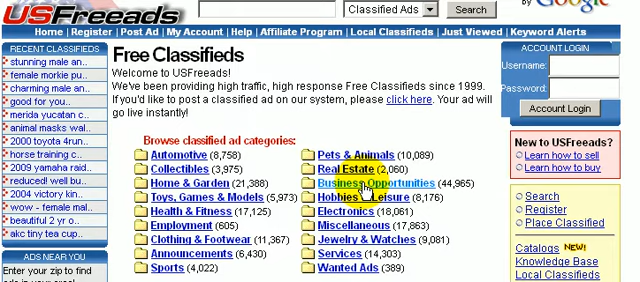 USFreeads
Classified Ads
Search
by Google
Home | Register | Post Ad | My Account | Help | Affiliate Program | Local Classifieds | Just Viewed | Keyword Alerts
RECENT CLASSIFIEDS
stunning male an...
female morkie pu...
charming male an...
good for you...
merida yucatan c...
animal masks wal...
2000 toyota 4run...
horse training c...
2009 yamaha raid...
reduced! well bu...
2004 victory kin...
wow - female mal...
beautiful 2 yr o...
akc tiny tea cup...
ADS NEAR YOU
Enter your zip to find
Free Classifieds
Welcome to USFreeads!
We've been providing high traffic, high response Free Classifieds since 1999.
If you'd like to post a classified ad on our system, please click here. Your ad will
go live instantly!
Browse classified ad categories:
Automotive (8,758)
Collectibles (3,975)
Home & Garden (21,388)
Toys, Games & Models (5,973)
Health & Fitness (17,125)
Employment (605)
Clothing & Footwear (11,367)
Announcements (6,430)
Sports (4,022)
Pets & Animals (10,089)
Real Estate (2,060)
Business Opportunities (44,965)
Hobbies & Leisure (8,176)
Electronics (18,061)
Miscellaneous (17,863)
Jewelry & Watches (9,081)
Services (14,303)
Wanted Ads (389)
ACCOUNT LOGIN
Username:
Password:
Account Login
New to USFreeads?
Learn how to sell
Learn how to buy
Search
Register
Place Classified
Catalogs NEW!
Knowledge Base
Local Classifieds